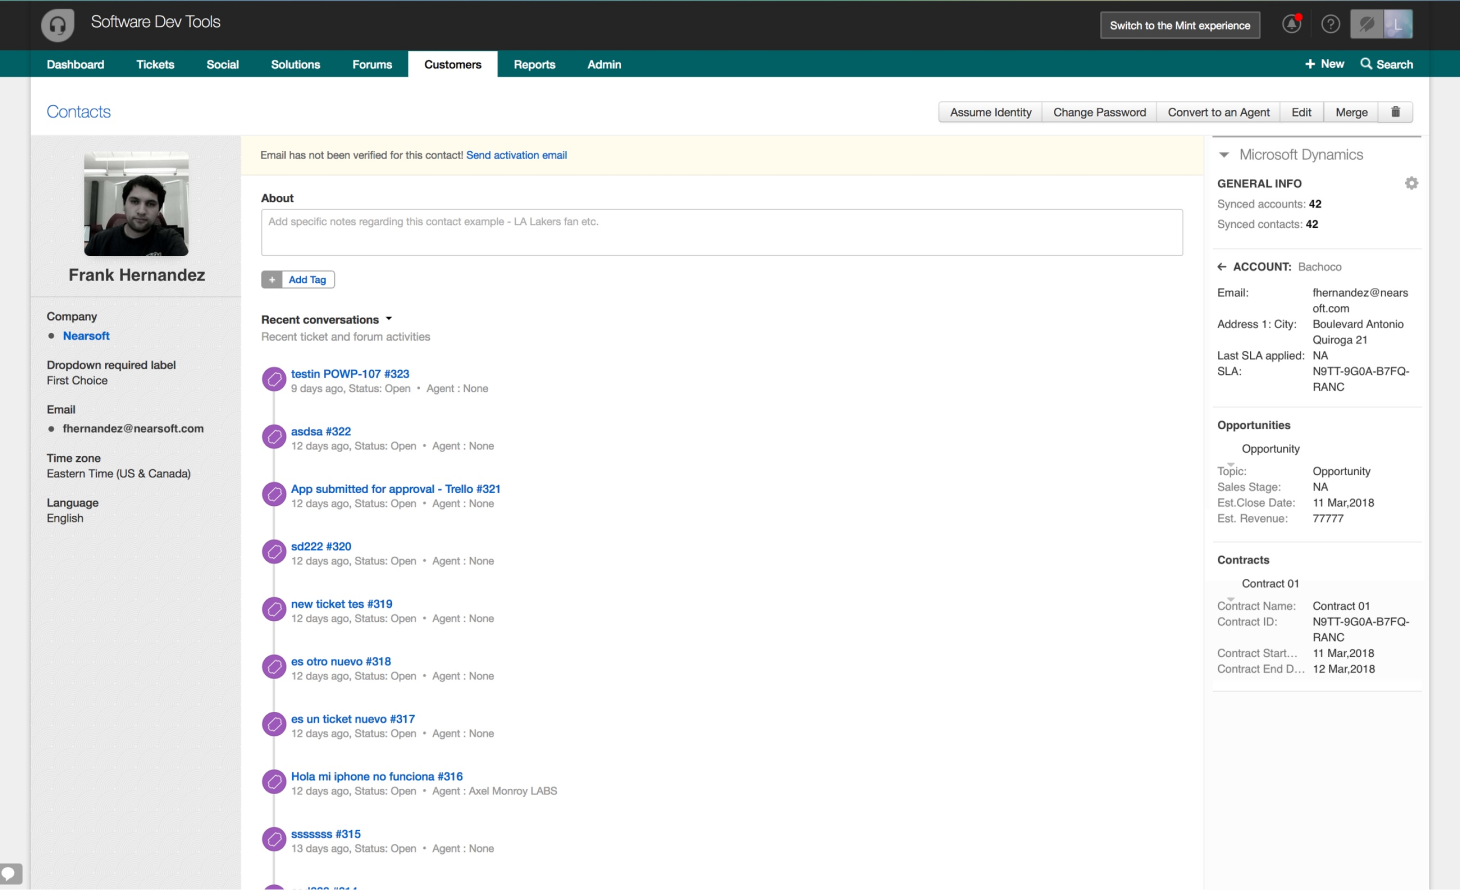 Software Dev Tools
Switch to the Mint experience
L
Dashboard Tickets Social Solutions Forums Customers Reports Admin
+ New Search
Contacts
Assume Identity Change Password Convert to an Agent Edit Merge
Frank Hernandez
Company
Nearsoft
Dropdown required label
First Choice
Email
fhernandez@nearsoft.com
Time zone
Eastern Time (US & Canada)
Language
English
Email has not been verified for this contact! Send activation email
About
Add specific notes regarding this contact example - LA Lakers fan etc.
+ Add Tag
Recent conversations
Recent ticket and forum activities
testin POWP-107 #323
9 days ago, Status: Open • Agent : None
asdsa #322
12 days ago, Status: Open • Agent : None
App submitted for approval - Trello #321
12 days ago, Status: Open • Agent : None
sd222 #320
12 days ago, Status: Open • Agent : None
new ticket tes #319
12 days ago, Status: Open • Agent : None
es otro nuevo #318
12 days ago, Status: Open • Agent : None
es un ticket nuevo #317
12 days ago, Status: Open • Agent : None
Hola mi iphone no funciona #316
12 days ago, Status: Open • Agent : Axel Monroy LABS
sssssss #315
13 days ago, Status: Open • Agent : None
Microsoft Dynamics
GENERAL INFO
Synced accounts: 42
Synced contacts: 42
← ACCOUNT: Bachoco
Email: fhernandez@nears
oft.com
Address 1: City: Boulevard Antonio
Quiroga 21
Last SLA applied: NA
SLA: N9TT-9G0A-B7FQ-
RANC
Opportunities
Opportunity
Topic: Opportunity
Sales Stage: NA
Est.Close Date: 11 Mar,2018
Est. Revenue: 77777
Contracts
Contract 01
Contract Name: Contract 01
Contract ID: N9TT-9G0A-B7FQ-
RANC
Contract Start... 11 Mar,2018
Contract End D... 12 Mar,2018